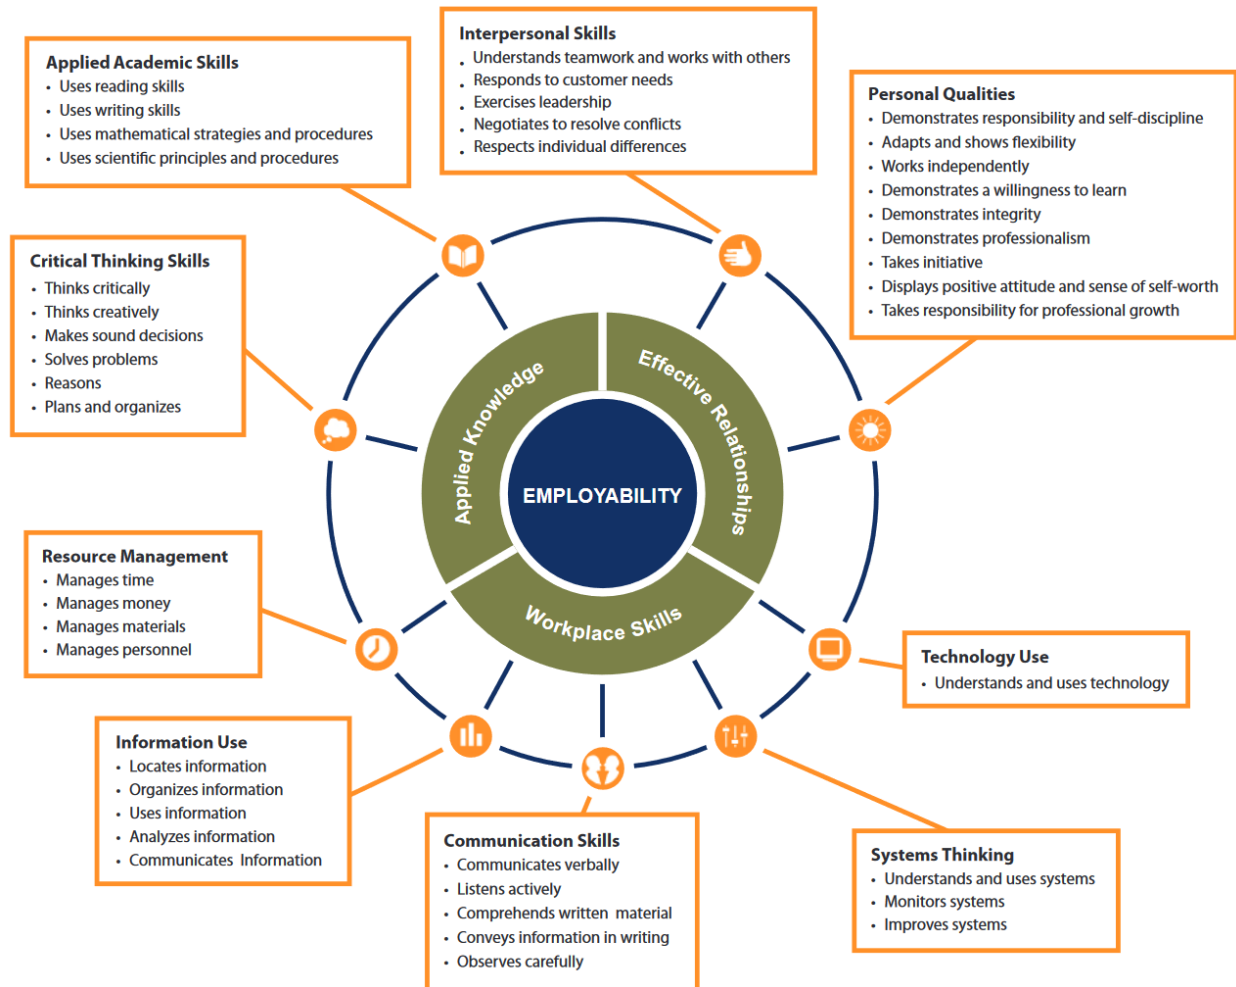 Applied Academic Skills
• Uses reading skills
• Uses writing skills
• Uses mathematical strategies and procedures
• Uses scientific principles and procedures
Interpersonal Skills
• Understands teamwork and works with others
• Responds to customer needs
• Exercises leadership
• Negotiates to resolve conflicts
• Respects individual differences
Personal Qualities
• Demonstrates responsibility and self-discipline
• Adapts and shows flexibility
• Works independently
• Demonstrates a willingness to learn
• Demonstrates integrity
• Demonstrates professionalism
• Takes initiative
• Displays positive attitude and sense of self-worth
• Takes responsibility for professional growth
Critical Thinking Skills
• Thinks critically
• Thinks creatively
• Makes sound decisions
• Solves problems
• Reasons
• Plans and organizes
Applied Knowledge
Effective Relationships
EMPLOYABILITY
Workplace Skills
Resource Management
• Manages time
• Manages money
• Manages materials
• Manages personnel
Technology Use
• Understands and uses technology
Information Use
• Locates information
• Organizes information
• Uses information
• Analyzes information
• Communicates Information
Communication Skills
• Communicates verbally
• Listens actively
• Comprehends written material
• Conveys information in writing
• Observes carefully
Systems Thinking
• Understands and uses systems
• Monitors systems
• Improves systems